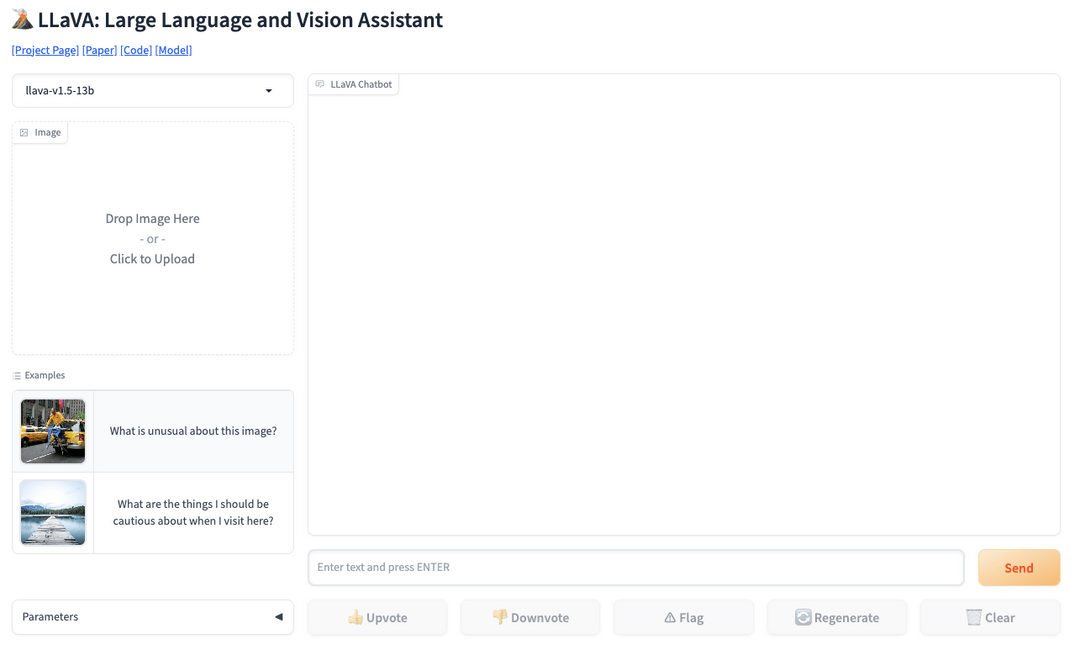 🌋 LLaVA: Large Language and Vision Assistant
[Project Page] [Paper] [Code] [Model]
llava-v1.5-13b
Image
Drop Image Here
- or -
Click to Upload
Examples
What is unusual about this image?
What are the things I should be
cautious about when I visit here?
Parameters
LLaVA Chatbot
Enter text and press ENTER
Send
👍 Upvote
👎 Downvote
⚠ Flag
🔄 Regenerate
🗑 Clear